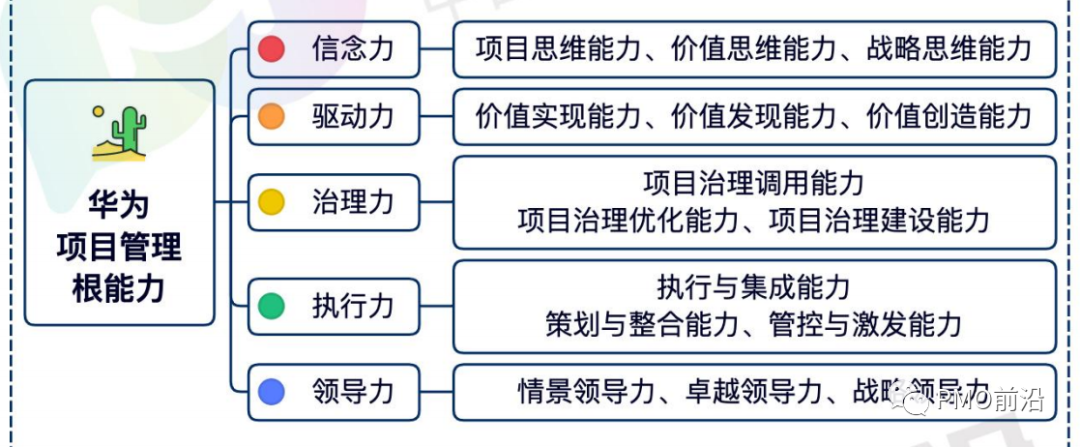 信念力
项目思维能力、价值思维能力、战略思维能力
驱动力
价值实现能力、价值发现能力、价值创造能力
华为
项目管理
根能力
治理力
项目治理调用能力
项目治理优化能力、项目治理建设能力
执行力
执行与集成能力
策划与整合能力、管控与激发能力
领导力
情景领导力、卓越领导力、战略领导力
PMO前沿